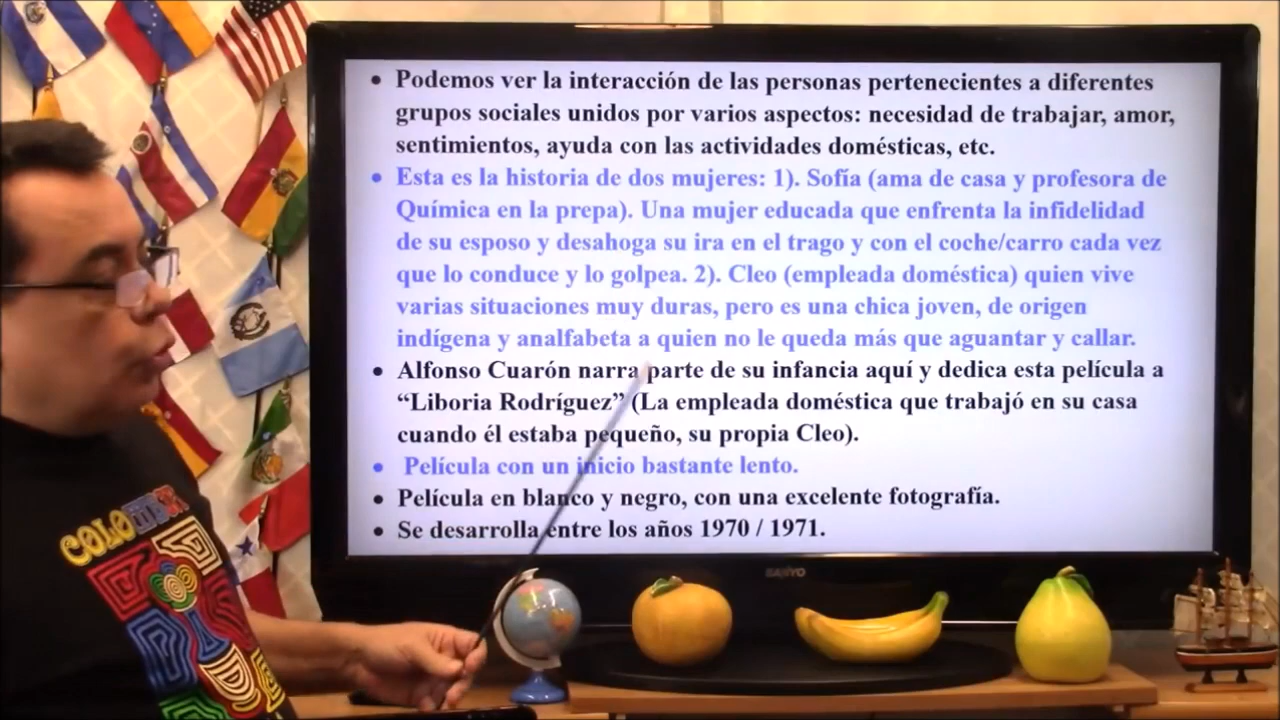 • Podemos ver la interacción de las personas pertenecientes a diferentes
grupos sociales unidos por varios aspectos: necesidad de trabajar, amor,
sentimientos, ayuda con las actividades domésticas, etc.
• Esta es la historia de dos mujeres: 1). Sofía (ama de casa y profesora de
Química en la prepa). Una mujer educada que enfrenta la infidelidad
de su esposo y desahoga su ira en el trago y con el coche/carro cada vez
que lo conduce y lo golpea. 2). Cleo (empleada doméstica) quien vive
varias situaciones muy duras, pero es una chica joven, de origen
indígena y analfabeta a quien no le queda más que aguantar y callar.
• Alfonso Cuarón narra parte de su infancia aquí y dedica esta película a
“Liboria Rodríguez” (La empleada doméstica que trabajó en su casa
cuando él estaba pequeño, su propia Cleo).
• Película con un inicio bastante lento.
• Película en blanco y negro, con una excelente fotografía.
• Se desarrolla entre los años 1970 / 1971.
SANYO